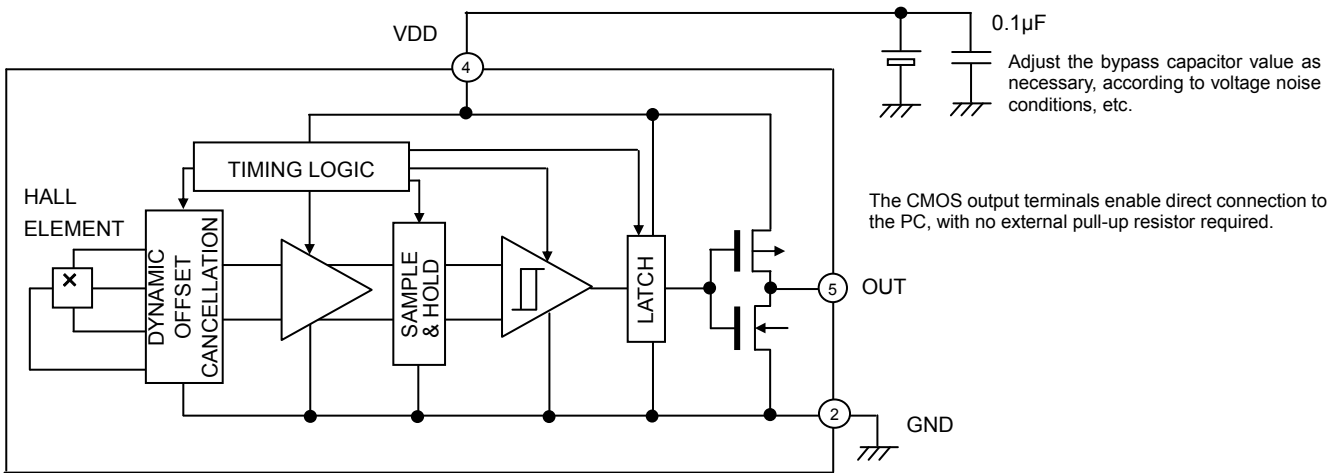 VDD
4
0.1µF
Adjust the bypass capacitor value as
necessary, according to voltage noise
conditions, etc.
TIMING LOGIC
HALL
ELEMENT
×
DYNAMIC
OFFSET
CANCELLATION
SAMPLE
& HOLD
LATCH
The CMOS output terminals enable direct connection to
the PC, with no external pull-up resistor required.
5
OUT
2
GND